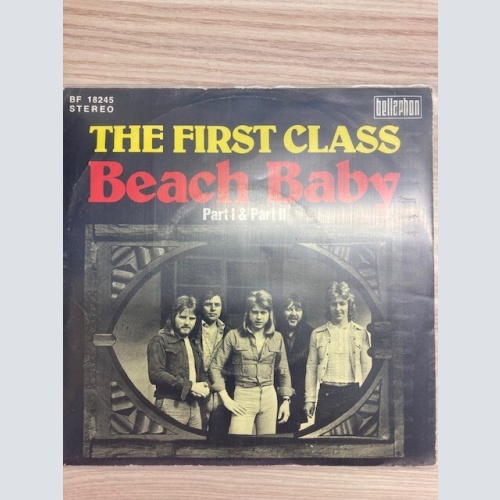 BF 18245
STEREO
bellaphon
THE FIRST CLASS
Beach Baby
Part I & Part II